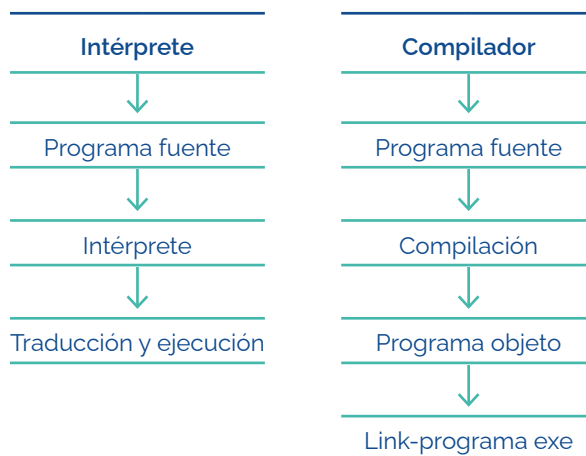 Intérprete
Programa fuente
Intérprete
Traducción y ejecución
Compilador
Programa fuente
Compilación
Programa objeto
Link-programa exe